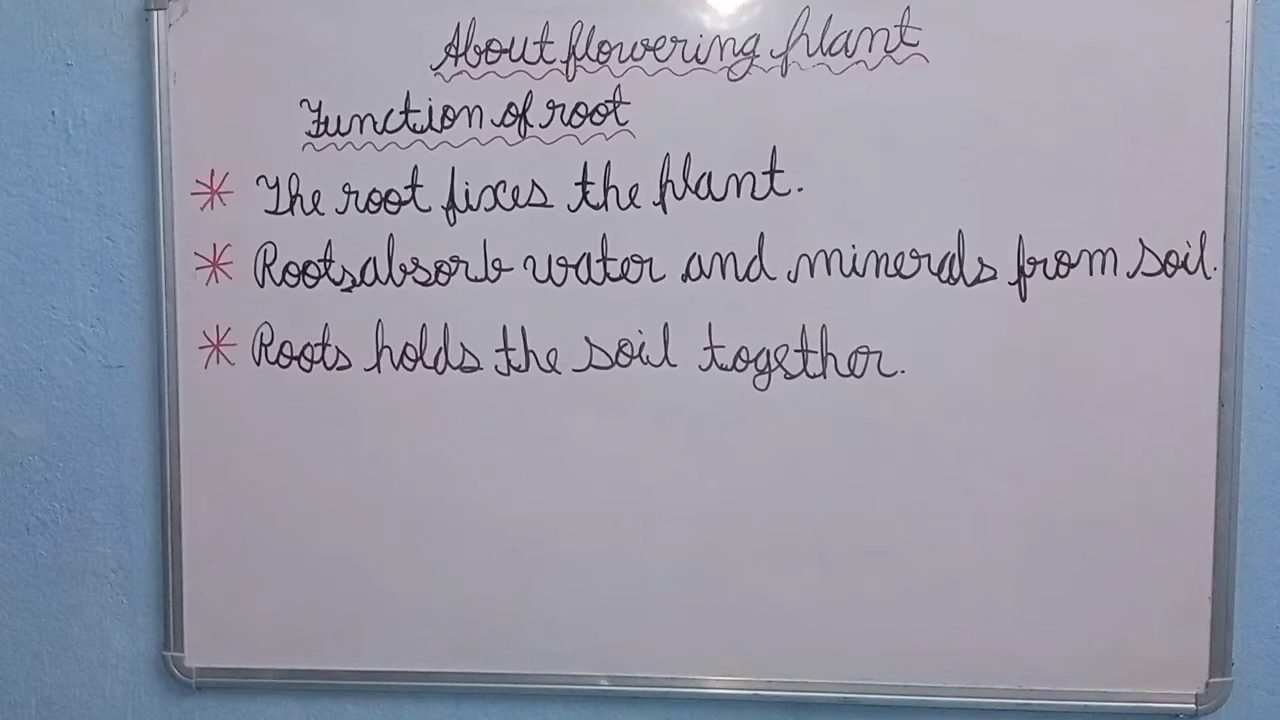 About flowering plant
Function of root
* The root fixes the plant.
* Roots absorb water and minerals from soil.
* Roots holds the soil together.